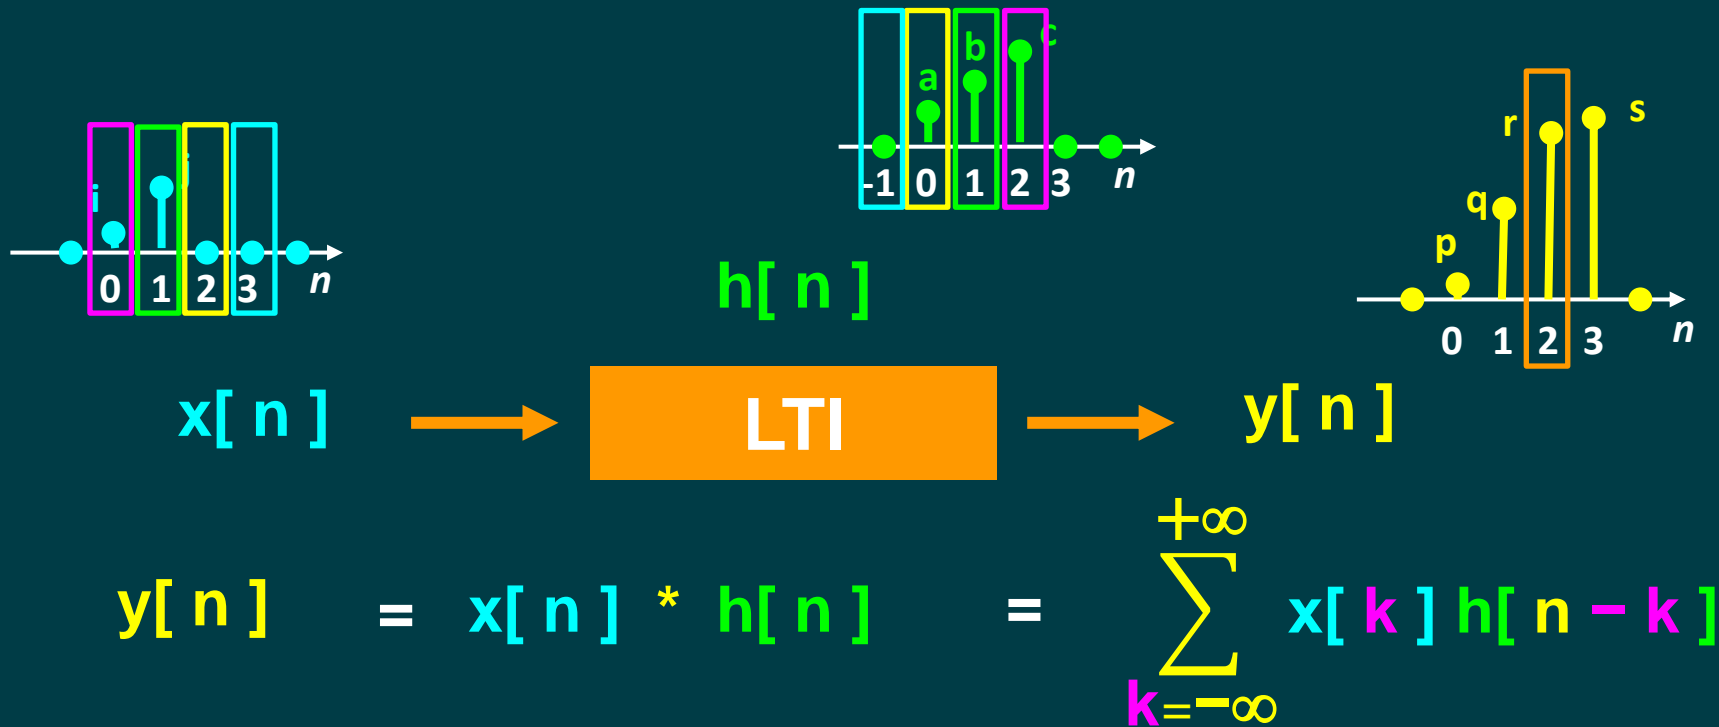 i j
0 1 2 3 n
a b c
-1 0 1 2 3 n
h[ n ]
p q r s
0 1 2 3 n
x[ n ] LTI y[ n ]
y[ n ] = x[ n ] * h[ n ] = +∞ ∑ k=−∞ x[ k ] h[ n − k ]